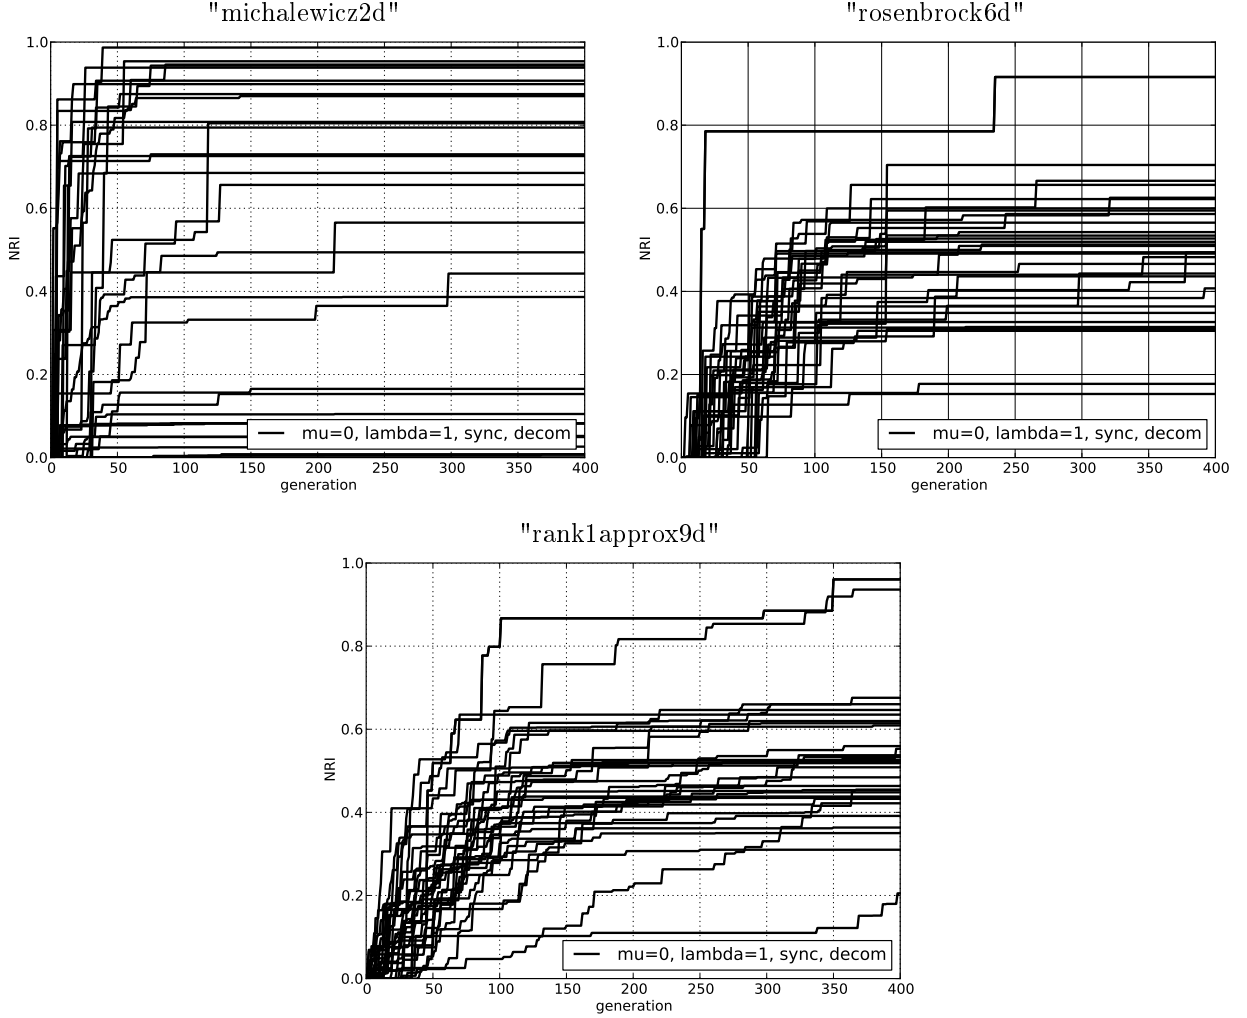 "michalewicz2d"
1.0
0.8
0.6
0.4
0.2
0.0
NRI
mu=0, lambda=1, sync, decom
0 50 100 150 200 250 300 350 400
generation
"rosenbrock6d"
1.0
0.8
0.6
0.4
0.2
0.0
NRI
mu=0, lambda=1, sync, decom
0 50 100 150 200 250 300 350 400
generation
"rank1approx9d"
1.0
0.8
0.6
0.4
0.2
0.0
NRI
mu=0, lambda=1, sync, decom
0 50 100 150 200 250 300 350 400
generation